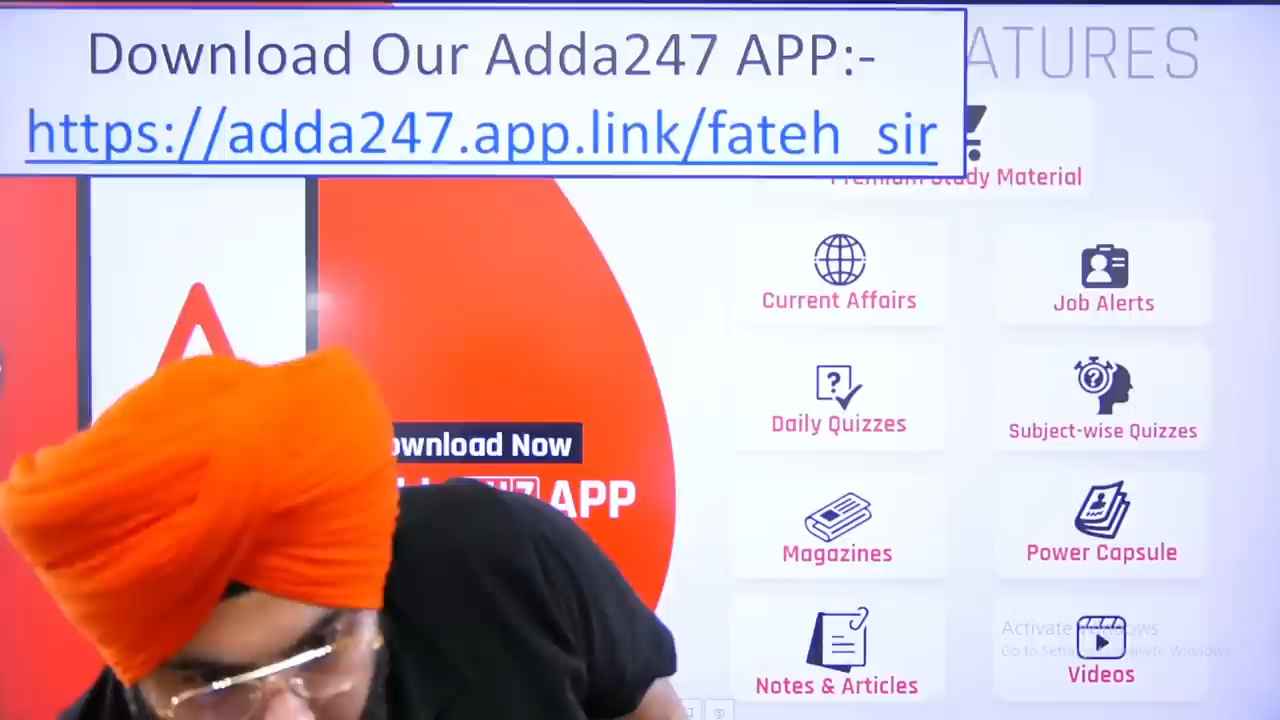 Download Our Adda247 APP:-
ATURES
https://adda247.app.link/fateh_sir
Premium Study Material
Current Affairs
Job Alerts
Daily Quizzes
Subject-wise Quizzes
ownload Now
APP
Magazines
Power Capsule
Activate Windows
Notes & Articles
Videos